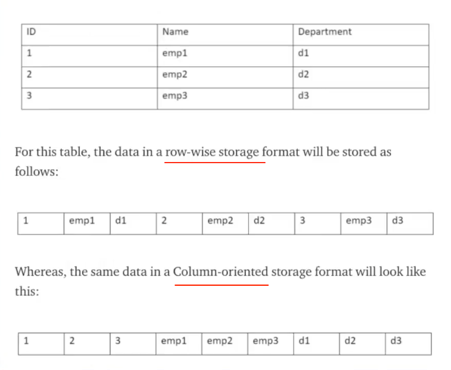 ID Name Department
1 emp1 d1
2 emp2 d2
3 emp3 d3
For this table, the data in a row-wise storage format will be stored as
follows:
1 emp1 d1 2 emp2 d2 3 emp3 d3
Whereas, the same data in a Column-oriented storage format will look like
this:
1 2 3 emp1 emp2 emp3 d1 d2 d3